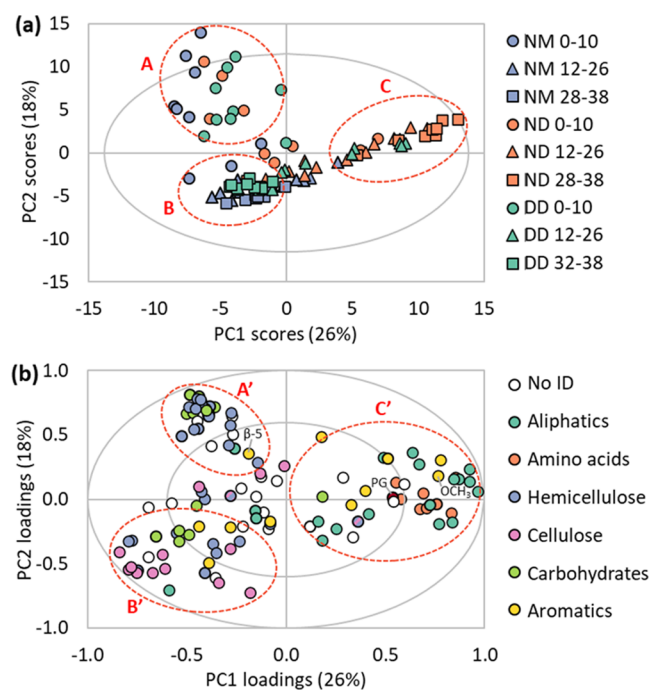 (a)
15
10
5
0
-5
-10
-15
PC2 scores (18%)
A
B
C
-15 -10 -5 0 5 10 15
PC1 scores (26%)
NM 0-10
NM 12-26
NM 28-38
ND 0-10
ND 12-26
ND 28-38
DD 0-10
DD 12-26
DD 32-38
(b)
1.0
0.5
0.0
-0.5
-1.0
PC2 loadings (18%)
A’
β-5
C’
PG
OCH3
B’
-1.0 -0.5 0.0 0.5 1.0
PC1 loadings (26%)
No ID
Aliphatics
Amino acids
Hemicellulose
Cellulose
Carbohydrates
Aromatics